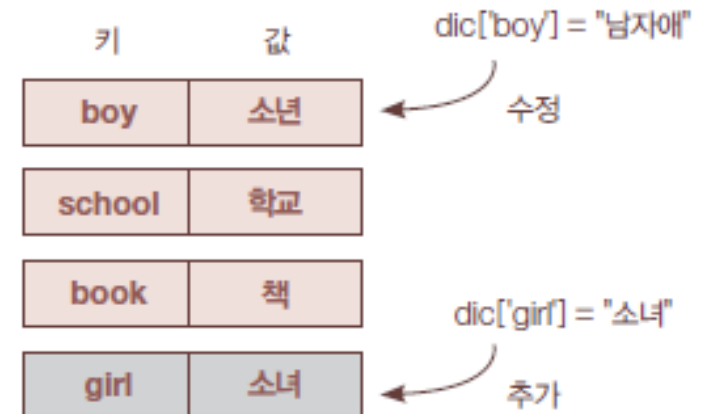 키 값 dic['boy'] = "남자애"
boy 소년 수정
school 학교
book 책
dic['girl'] = "소녀"
girl 소녀 추가